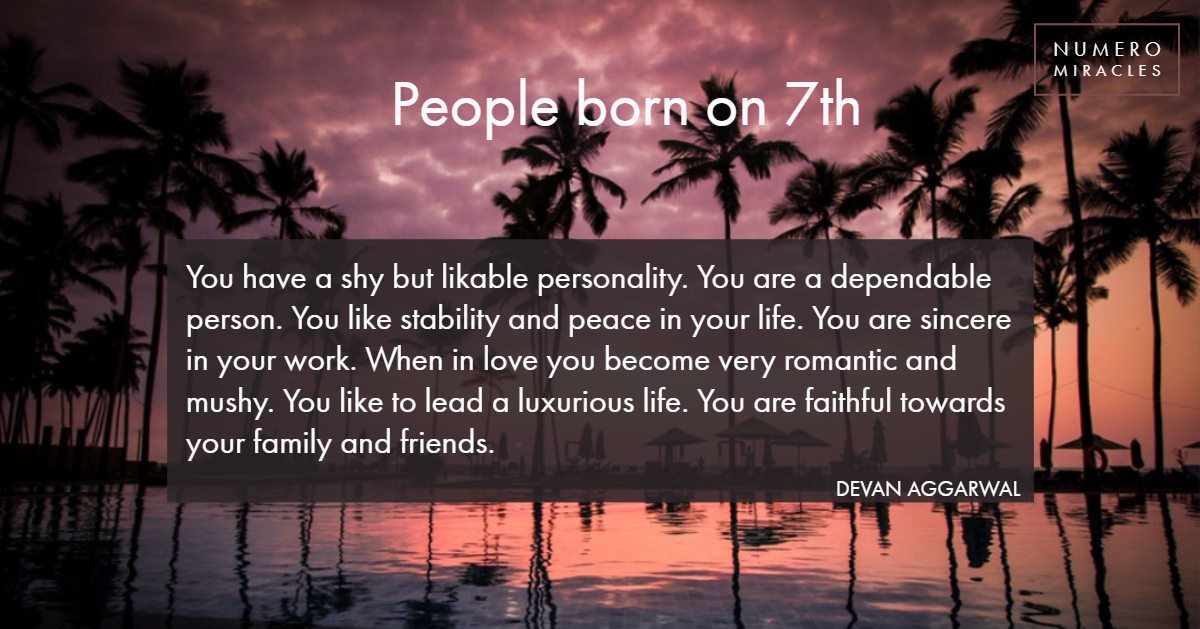 NUMERO
MIRACLES
People born on 7th
You have a shy but likable personality. You are a dependable
person. You like stability and peace in your life. You are sincere
in your work. When in love you become very romantic and
mushy. You like to lead a luxurious life. You are faithful towards
your family and friends.
DEVAN AGGARWAL